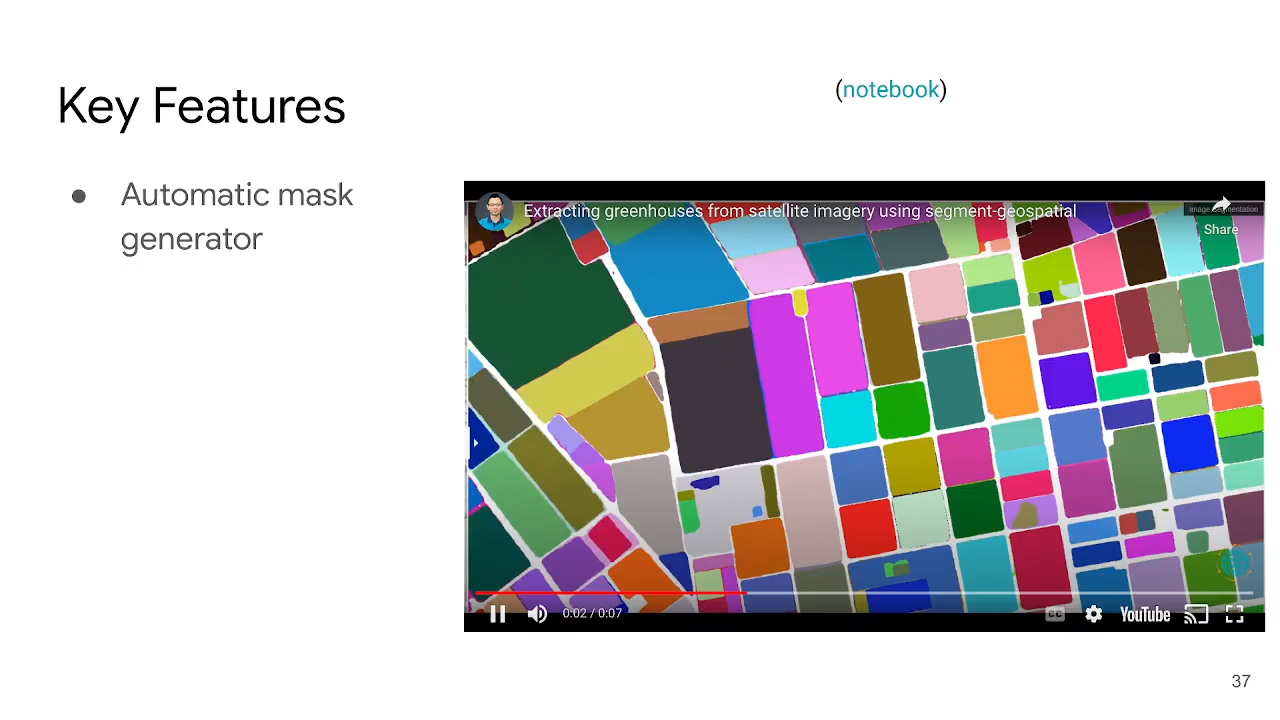 Key Features
(notebook)
● Automatic mask
generator
Extracting greenhouses from satellite imagery using segment-geospatial
Image Segmentation
Share
0:02 / 0:07
CC
YouTube
37